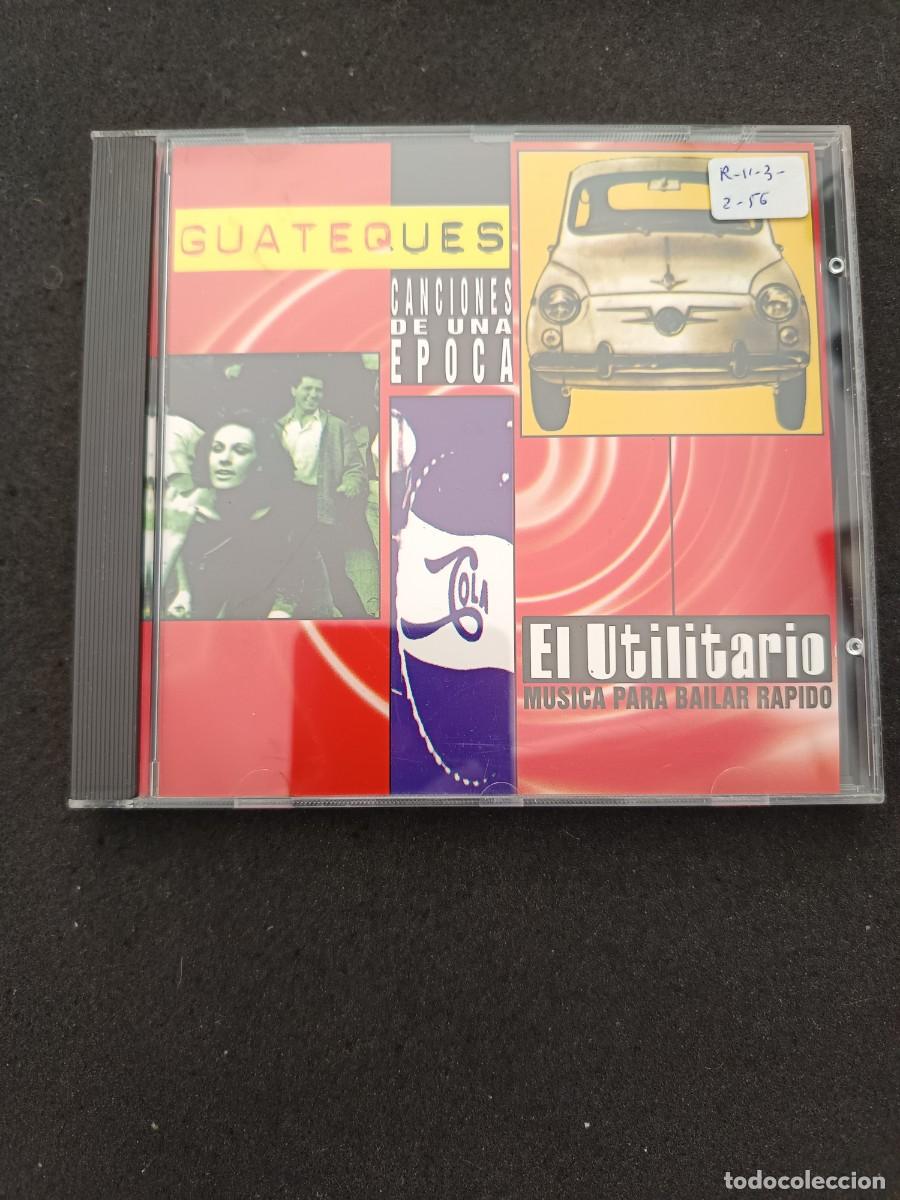 GUATEQUES
CANCIONES
DE UNA
EPOCA
R-11-3-
2-56
El Utilitario
MUSICA PARA BAILAR RAPIDO
todocoleccion